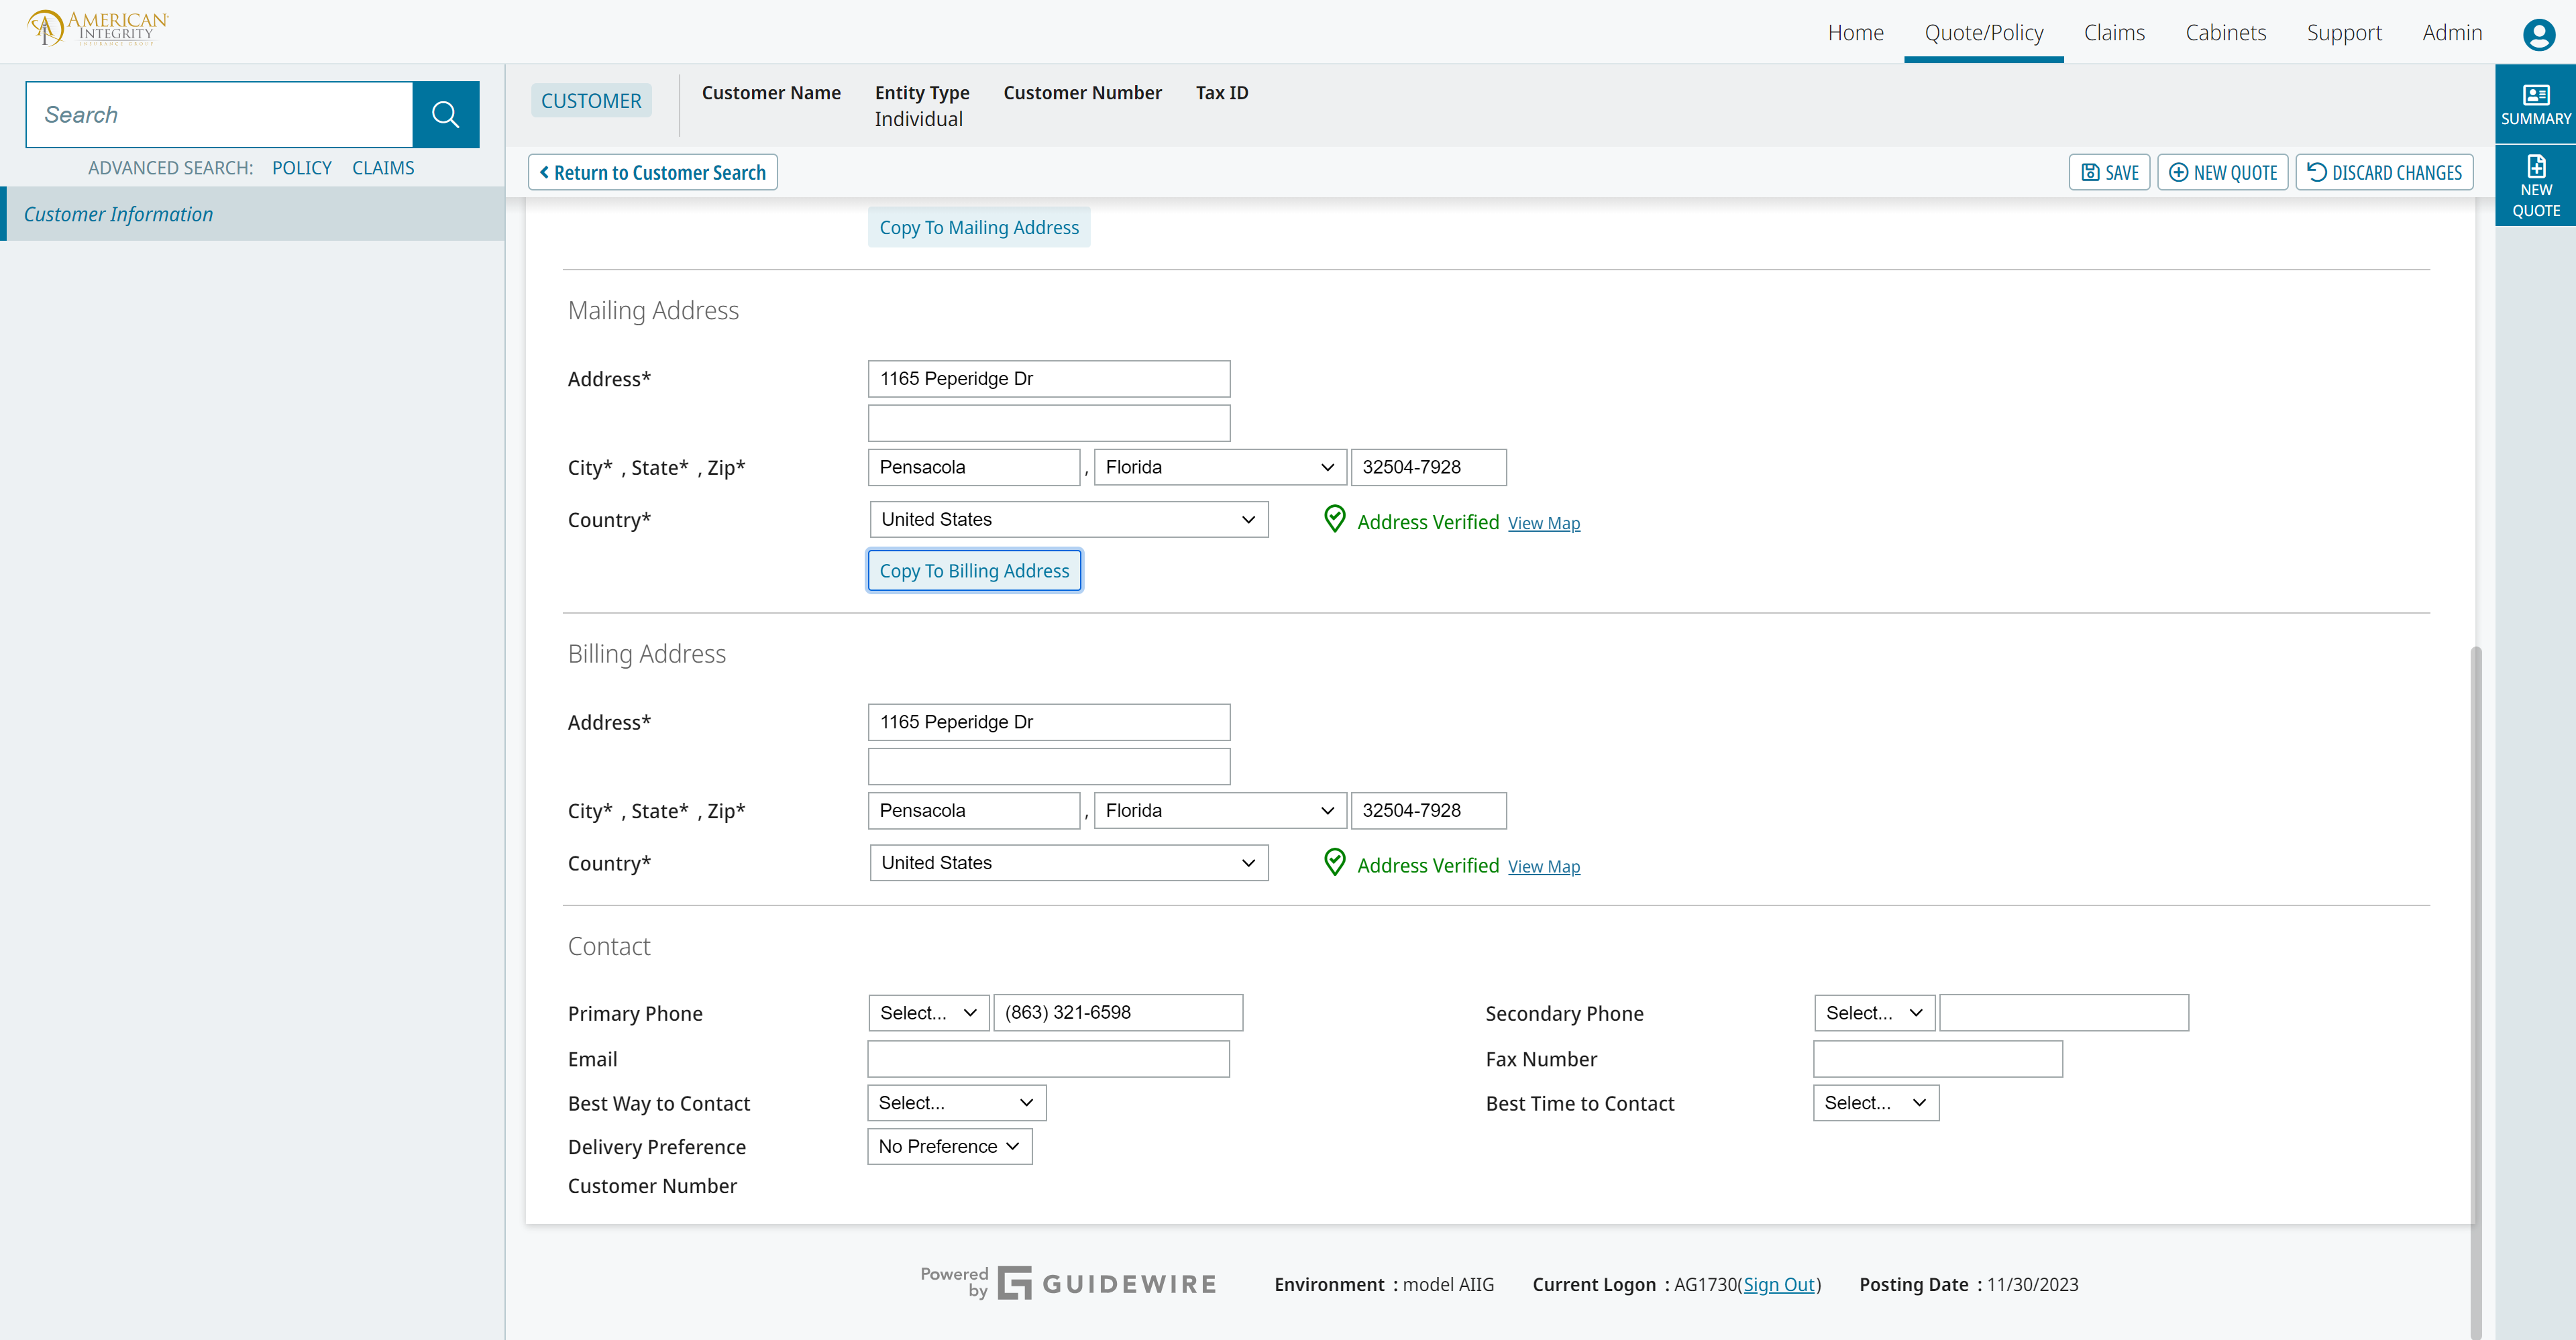 AMERICAN
INTEGRITY
INSURANCE GROUP
Home Quote/Policy Claims Cabinets Support Admin
Search
ADVANCED SEARCH: POLICY CLAIMS
Customer Information
CUSTOMER
Customer Name Entity Type Customer Number Tax ID
Individual
Return to Customer Search
SAVE NEW QUOTE DISCARD CHANGES
SUMMARY
NEW
QUOTE
Copy To Mailing Address
Mailing Address
Address* 1165 Peperidge Dr
City* , State* , Zip* Pensacola , Florida 32504-7928
Country* United States Address Verified View Map
Copy To Billing Address
Billing Address
Address* 1165 Peperidge Dr
City* , State* , Zip* Pensacola , Florida 32504-7928
Country* United States Address Verified View Map
Contact
Primary Phone Select... (863) 321-6598 Secondary Phone Select...
Email Fax Number
Best Way to Contact Select... Best Time to Contact Select...
Delivery Preference No Preference
Customer Number
Powered by GUIDEWIRE Environment : model AIIG Current Logon : AG1730(Sign Out) Posting Date : 11/30/2023